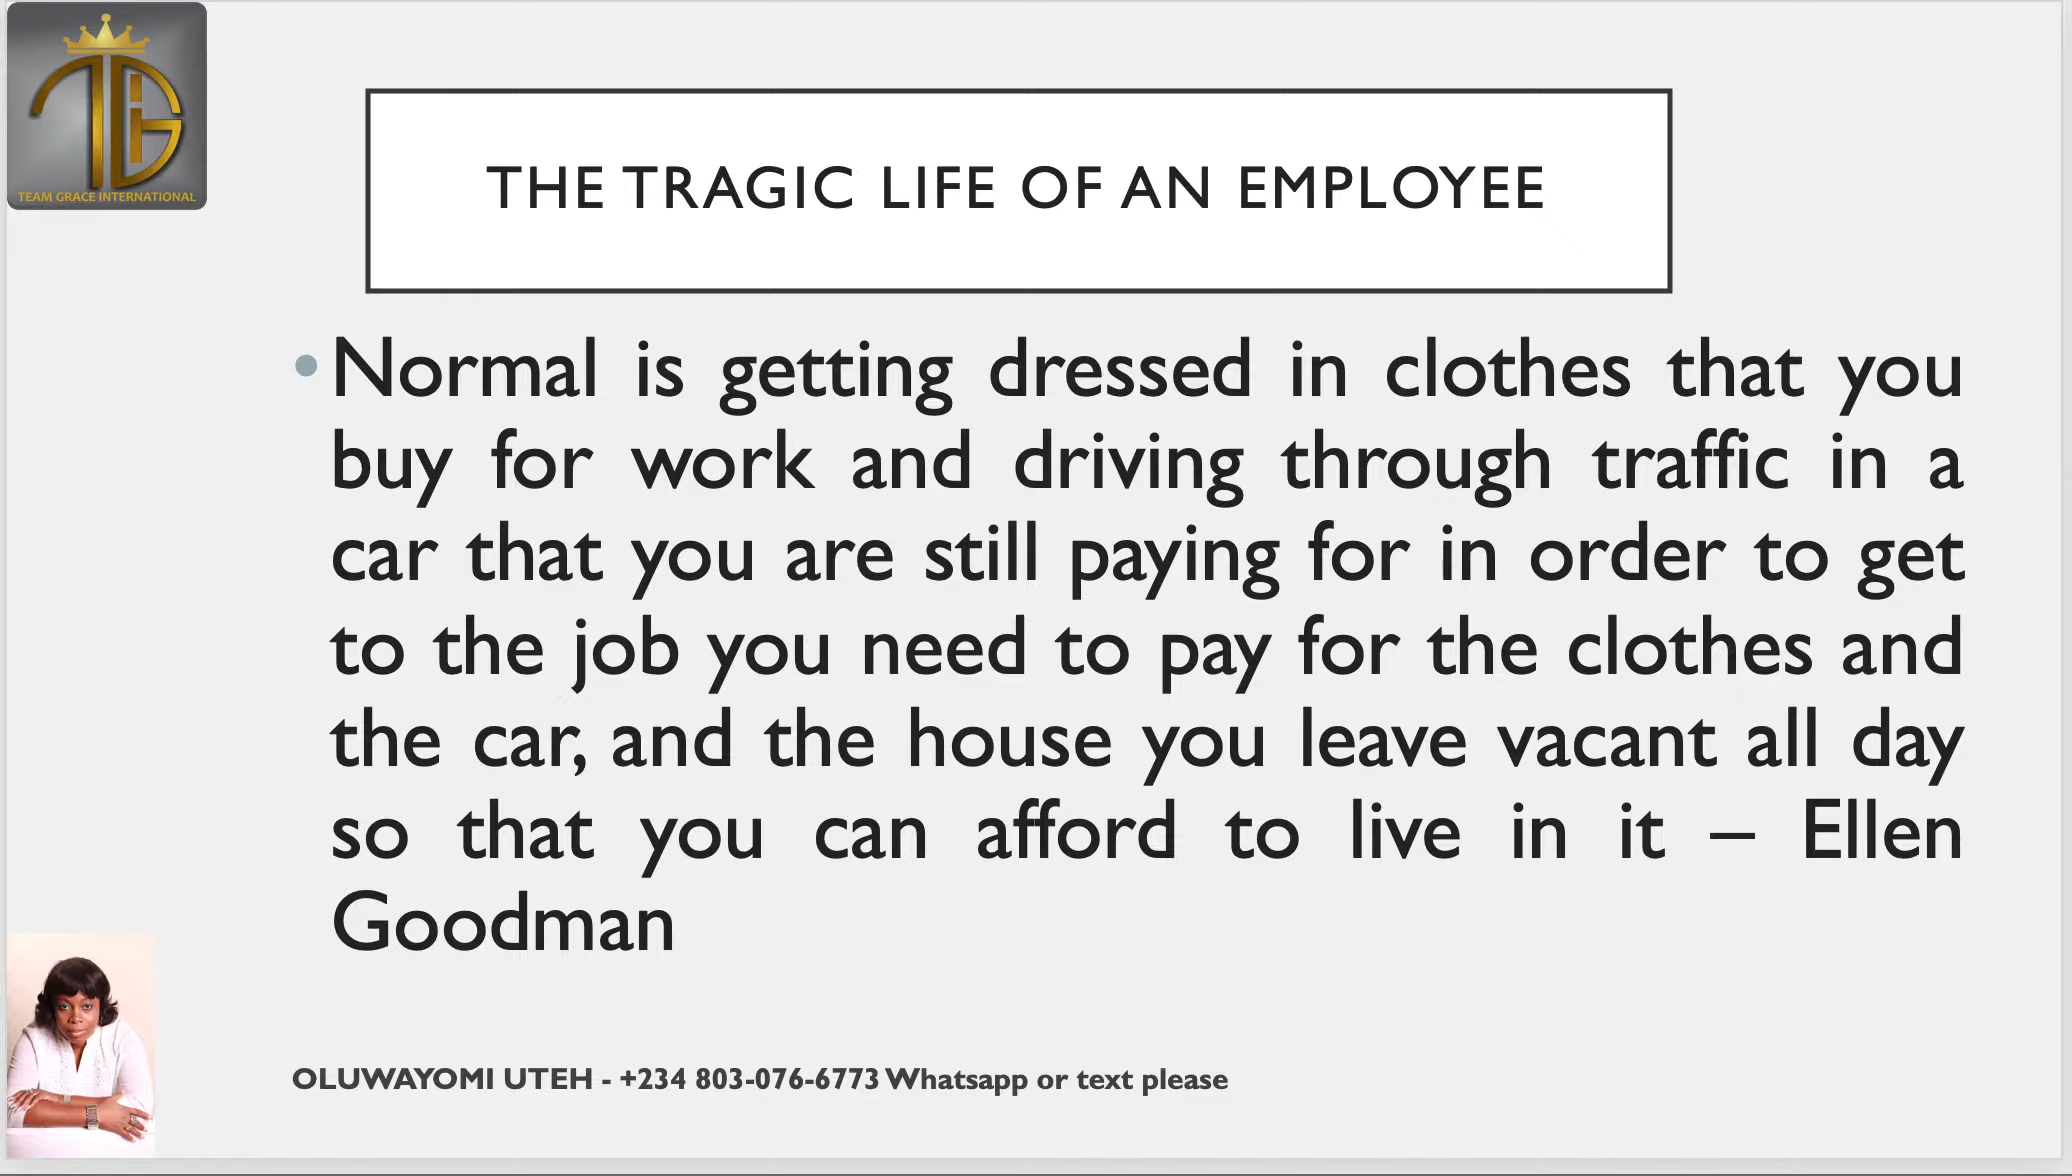 TEAM GRACE INTERNATIONAL
THE TRAGIC LIFE OF AN EMPLOYEE
• Normal is getting dressed in clothes that you
buy for work and driving through traffic in a
car that you are still paying for in order to get
to the job you need to pay for the clothes and
the car, and the house you leave vacant all day
so that you can afford to live in it – Ellen
Goodman
OLUWAYOMI UTEH - +234 803-076-6773 Whatsapp or text please